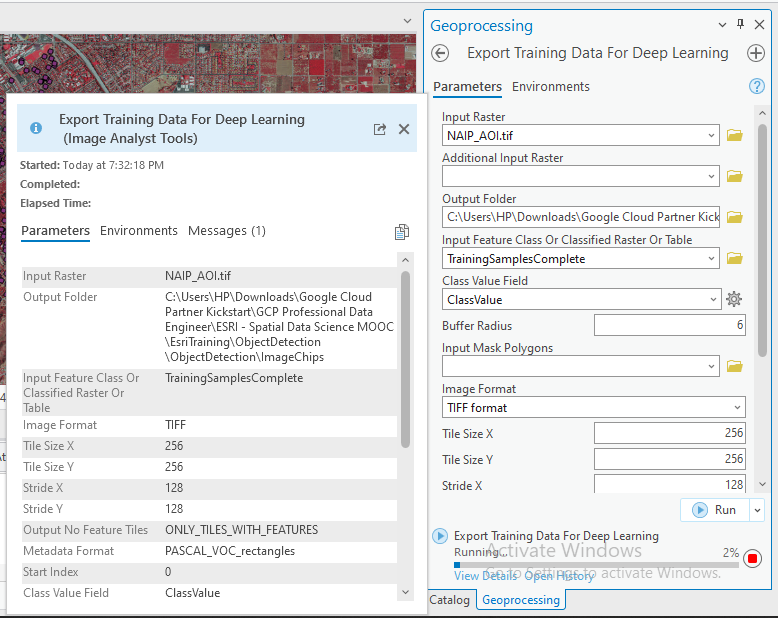 Geoprocessing
Export Training Data For Deep Learning
Parameters Environments
Input Raster
NAIP_AOI.tif
Additional Input Raster
Output Folder
C:\Users\HP\Downloads\Google Cloud Partner Kick
Input Feature Class Or Classified Raster Or Table
TrainingSamplesComplete
Class Value Field
ClassValue
Buffer Radius 6
Input Mask Polygons
Image Format
TIFF format
Tile Size X 256
Tile Size Y 256
Stride X 128
Run
Export Training Data For Deep Learning
Running... 2%
View Details Open History
Activate Windows
Go to Settings to activate Windows.
Catalog Geoprocessing
Export Training Data For Deep Learning
(Image Analyst Tools)
Started: Today at 7:32:18 PM
Completed:
Elapsed Time:
Parameters Environments Messages (1)
Input Raster NAIP_AOI.tif
Output Folder C:\Users\HP\Downloads\Google Cloud
Partner Kickstart\GCP Professional Data
Engineer\ESRI - Spatial Data Science MOOC
\EsriTraining\ObjectDetection
\ObjectDetection\ImageChips
Input Feature Class Or TrainingSamplesComplete
Classified Raster Or
Table
Image Format TIFF
Tile Size X 256
Tile Size Y 256
Stride X 128
Stride Y 128
Output No Feature Tiles ONLY_TILES_WITH_FEATURES
Metadata Format PASCAL_VOC_rectangles
Start Index 0
Class Value Field ClassValue